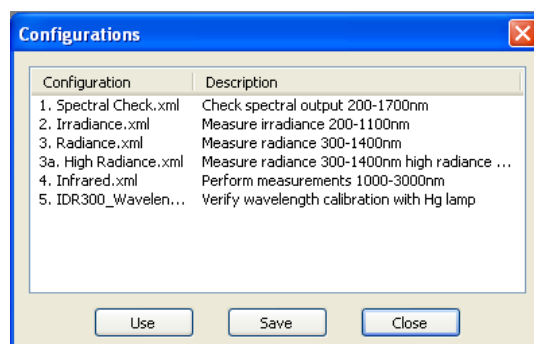 Configurations
Configuration Description
1. Spectral Check.xml Check spectral output 200-1700nm
2. Irradiance.xml Measure irradiance 200-1100nm
3. Radiance.xml Measure radiance 300-1400nm
3a. High Radiance.xml Measure radiance 300-1400nm high radiance ...
4. Infrared.xml Perform measurements 1000-3000nm
5. IDR300_Wavelen... Verify wavelength calibration with Hg lamp
Use Save Close